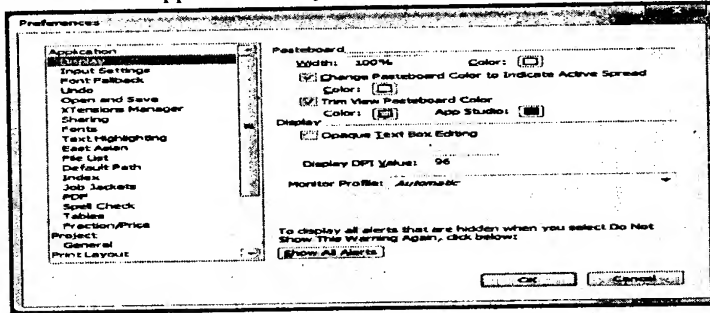 Preferences
Application
Display
Input Settings
Font Fallback
Undo
Open and Save
XTensions Manager
Sharing
Fonts
Text Highlighting
East Asian
File List
Default Path
Index
Job Jackets
PDF
Spell Check
Tables
Fraction/Price
Project
General
Print Layout
Pasteboard
Width: 100% Color:
Change Pasteboard Color to Indicate Active Spread
Color:
Trim View Pasteboard Color
Color: App Studio:
Display
Opaque Text Box Editing
Display DPI Value: 96
Monitor Profile: Automatic
To display all alerts that are hidden when you select Do Not
Show This Warning Again, click below:
Show All Alerts
OK Cancel